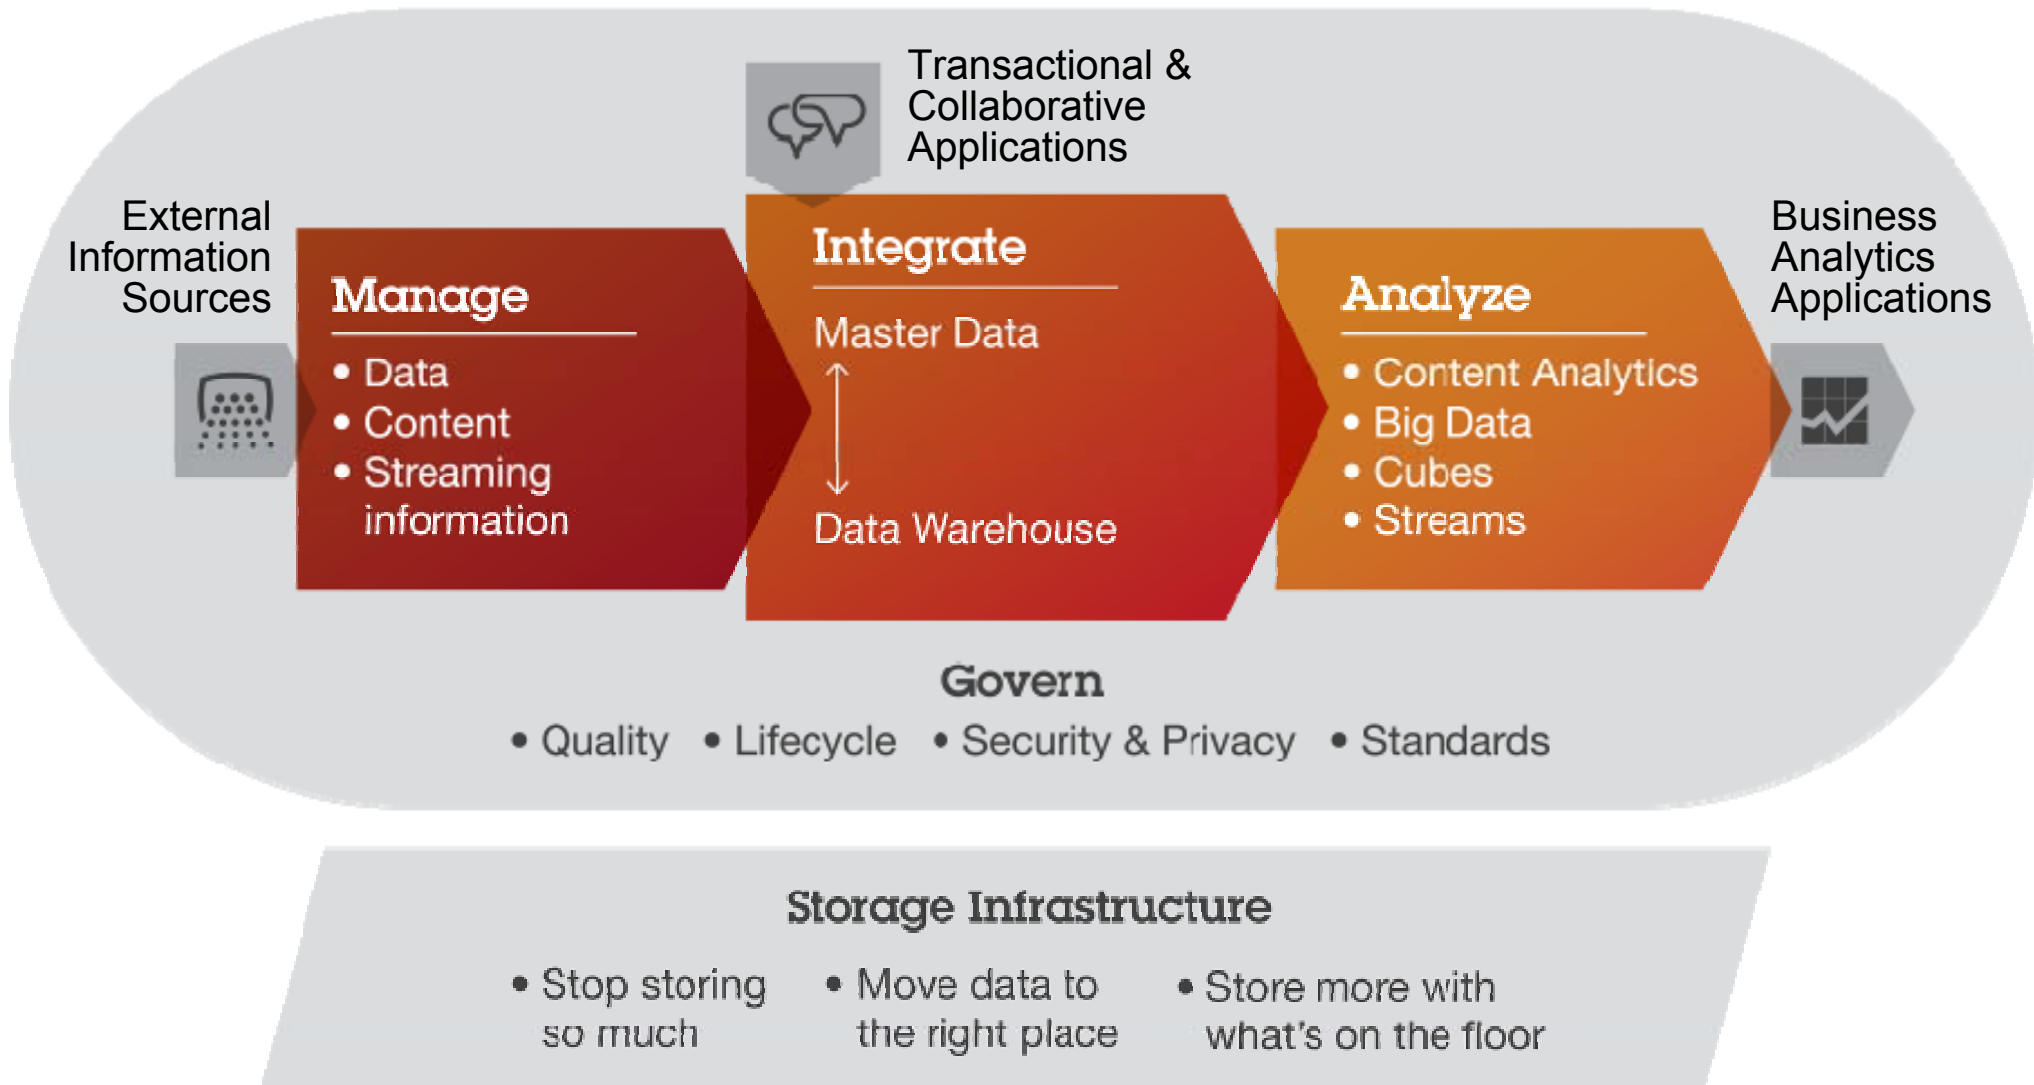 Transactional &
Collaborative
Applications
External
Information
Sources
Manage
• Data
• Content
• Streaming
information
Integrate
Master Data
Data Warehouse
Analyze
• Content Analytics
• Big Data
• Cubes
• Streams
Business
Analytics
Applications
Govern
• Quality • Lifecycle • Security & Privacy • Standards
Storage Infrastructure
• Stop storing
so much
• Move data to
the right place
• Store more with
what's on the floor